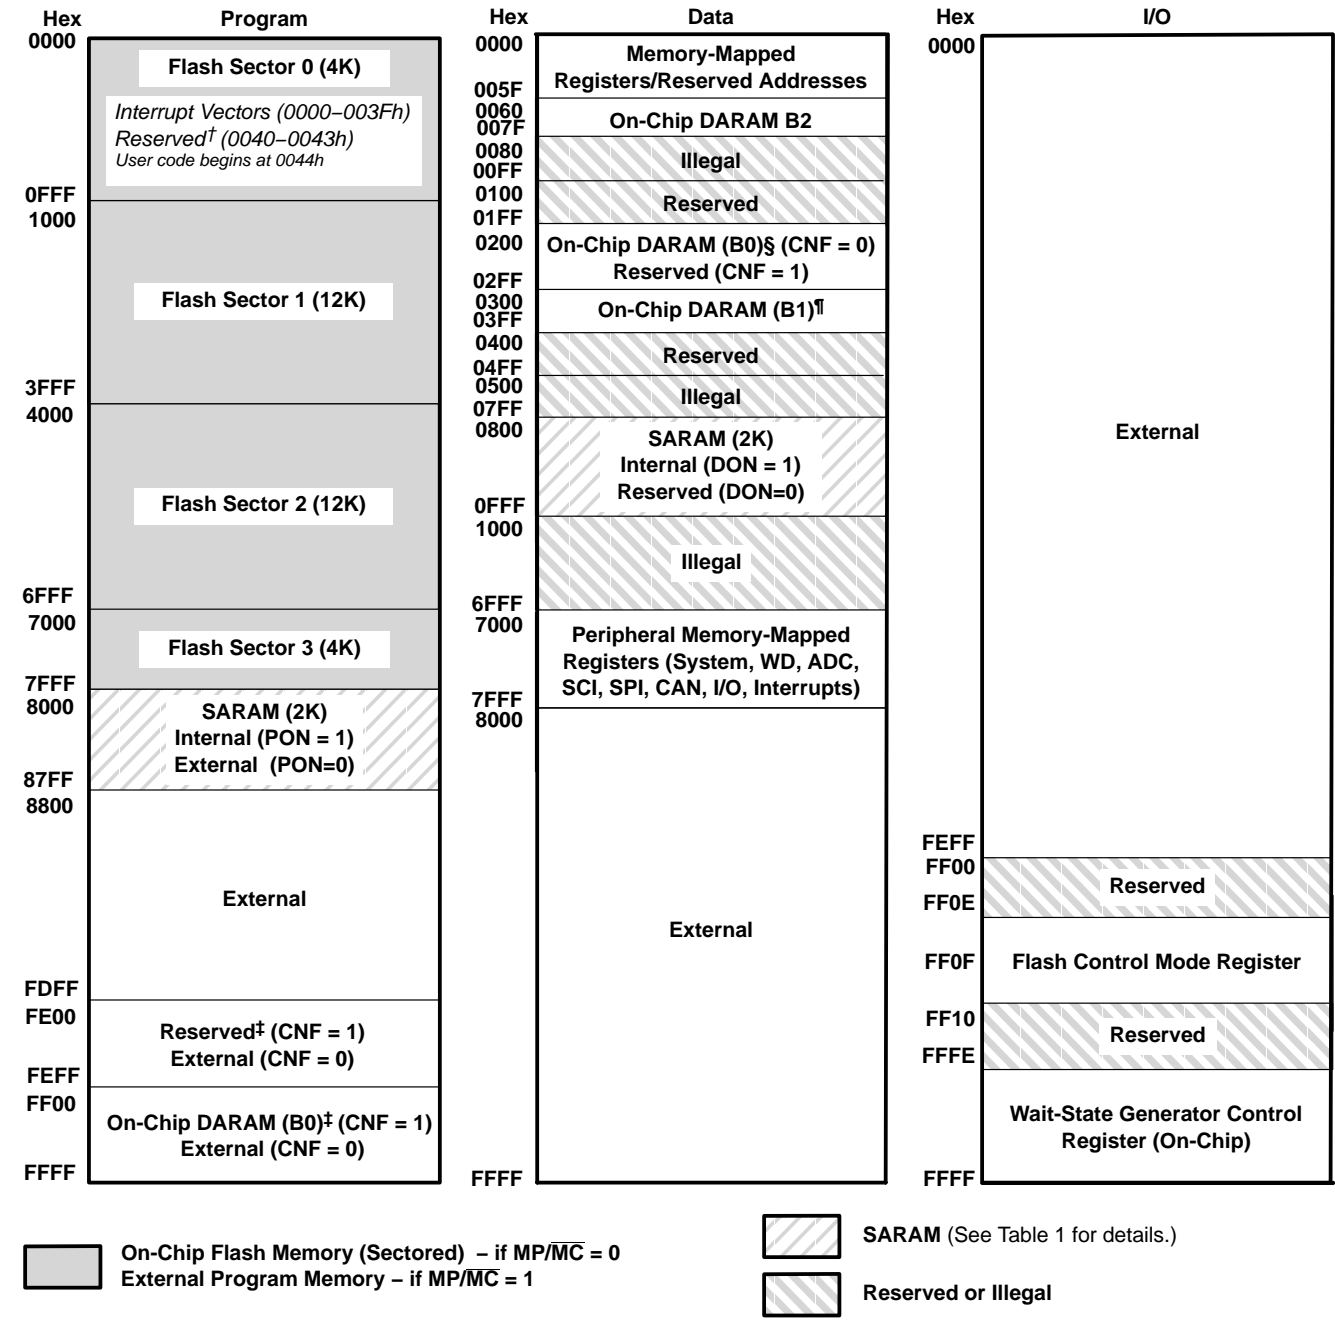 Hex Program
0000
Flash Sector 0 (4K)
Interrupt Vectors (0000–003Fh)
Reserved† (0040–0043h)
User code begins at 0044h
0FFF
1000
Flash Sector 1 (12K)
3FFF
4000
Flash Sector 2 (12K)
6FFF
7000
Flash Sector 3 (4K)
7FFF
8000
SARAM (2K)
Internal (PON = 1)
External (PON=0)
87FF
8800
External
FDFF
FE00
Reserved‡ (CNF = 1)
External (CNF = 0)
FEFF
FF00
On-Chip DARAM (B0)‡ (CNF = 1)
External (CNF = 0)
FFFF
Hex Data
0000
Memory-Mapped
Registers/Reserved Addresses
005F
0060
On-Chip DARAM B2
007F
0080
Illegal
00FF
0100
Reserved
01FF
0200
On-Chip DARAM (B0)§ (CNF = 0)
Reserved (CNF = 1)
02FF
0300
On-Chip DARAM (B1)¶
03FF
0400
Reserved
04FF
0500
Illegal
07FF
0800
SARAM (2K)
Internal (DON = 1)
Reserved (DON=0)
0FFF
1000
Illegal
6FFF
7000
Peripheral Memory-Mapped
Registers (System, WD, ADC,
SCI, SPI, CAN, I/O, Interrupts)
7FFF
8000
External
FFFF
Hex I/O
0000
External
FEFF
FF00
Reserved
FF0E
FF0F Flash Control Mode Register
FF10
Reserved
FFFE
Wait-State Generator Control
Register (On-Chip)
FFFF
On-Chip Flash Memory (Sectored) – if MP/M̅C̅ = 0
External Program Memory – if MP/M̅C̅ = 1
SARAM (See Table 1 for details.)
Reserved or Illegal